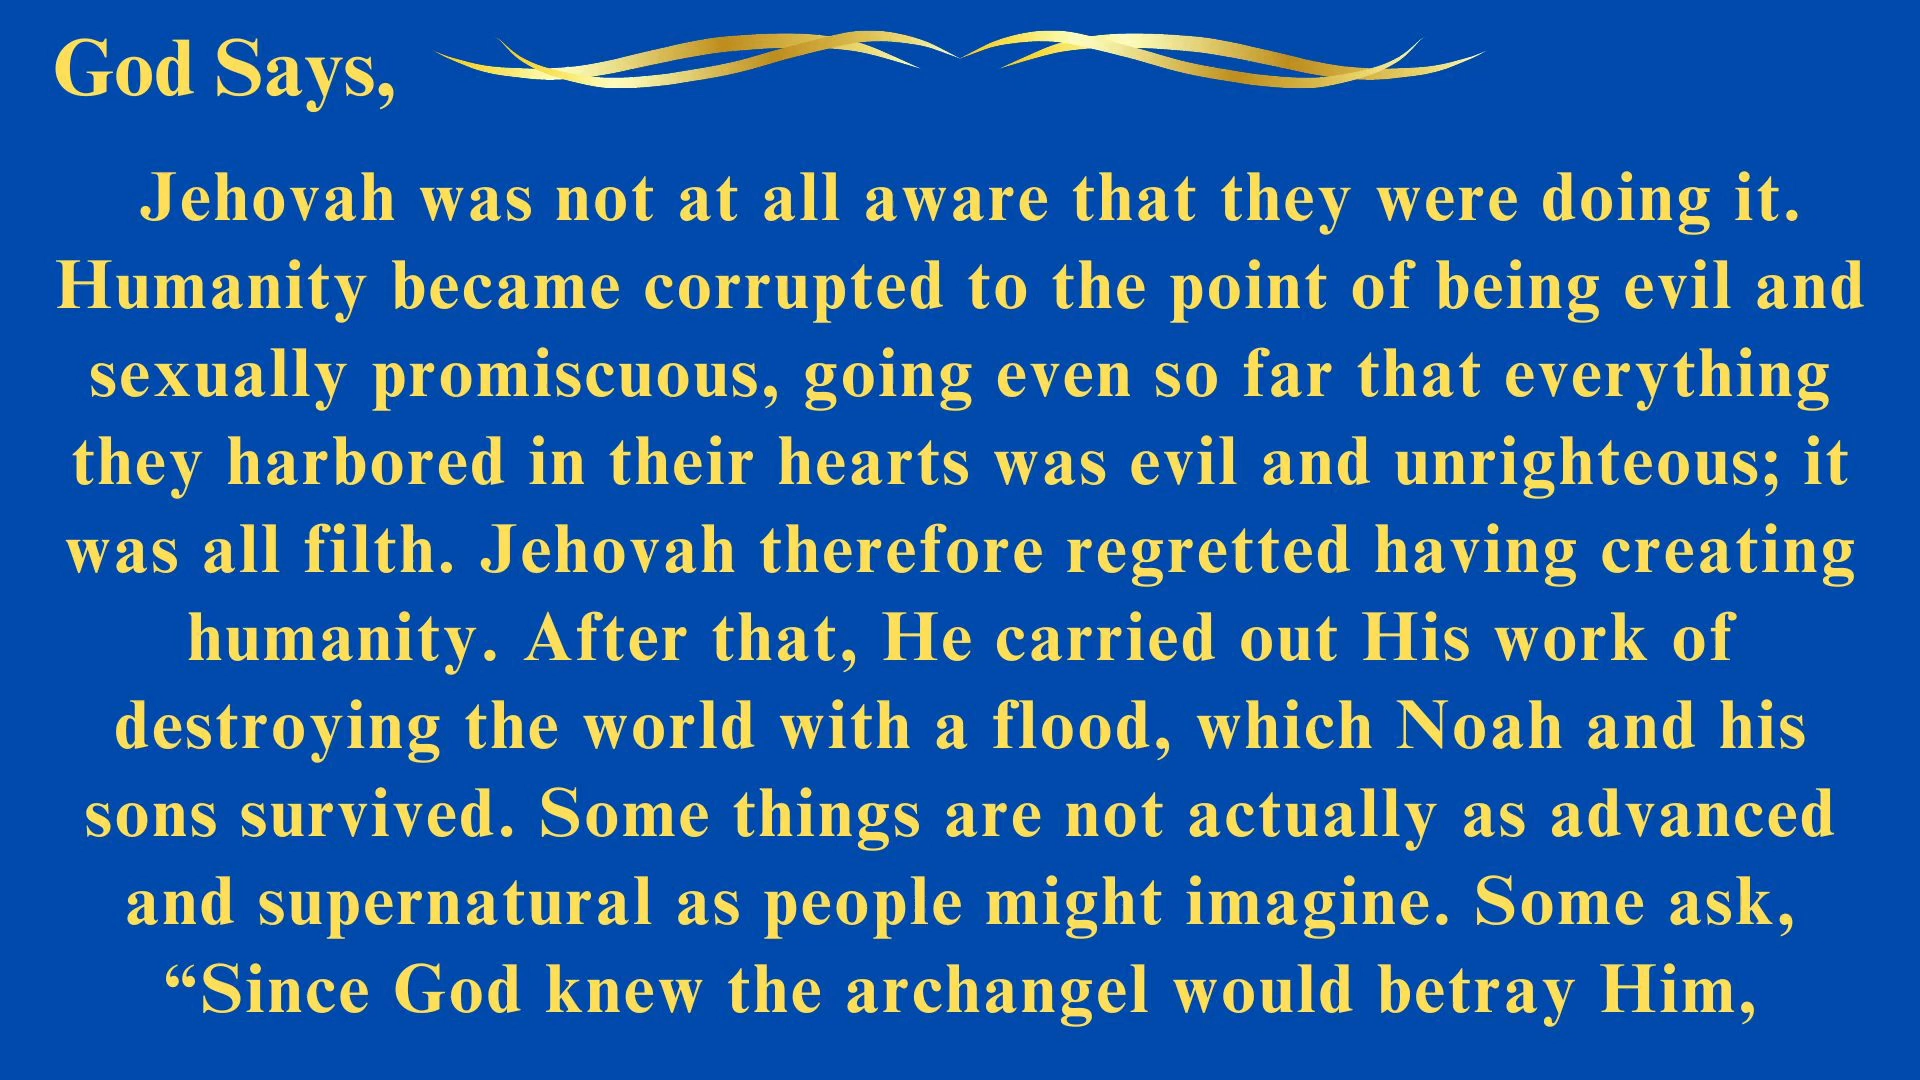 God Says,
Jehovah was not at all aware that they were doing it.
Humanity became corrupted to the point of being evil and
sexually promiscuous, going even so far that everything
they harbored in their hearts was evil and unrighteous; it
was all filth. Jehovah therefore regretted having creating
humanity. After that, He carried out His work of
destroying the world with a flood, which Noah and his
sons survived. Some things are not actually as advanced
and supernatural as people might imagine. Some ask,
“Since God knew the archangel would betray Him,